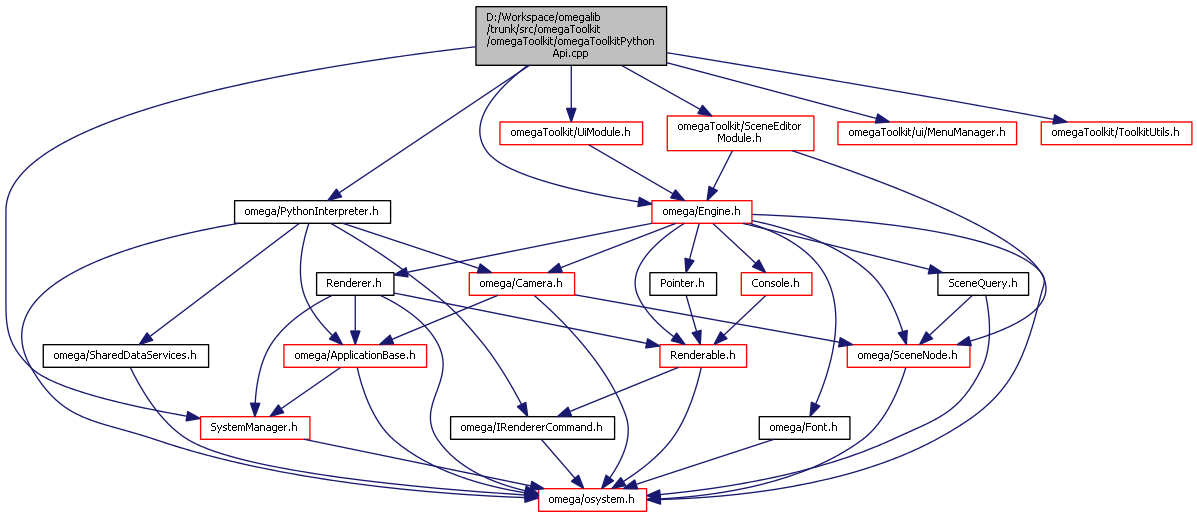 D:/Workspace/omegalib
/trunk/src/omegaToolkit
/omegaToolkit/omegaToolkitPython
Api.cpp
omegaToolkit/UiModule.h
omegaToolkit/SceneEditor
Module.h
omegaToolkit/ui/MenuManager.h
omegaToolkit/ToolkitUtils.h
omega/PythonInterpreter.h
omega/Engine.h
Renderer.h
omega/Camera.h
Pointer.h
Console.h
SceneQuery.h
omega/SharedDataServices.h
omega/ApplicationBase.h
Renderable.h
omega/SceneNode.h
SystemManager.h
omega/IRendererCommand.h
omega/Font.h
omega/osystem.h